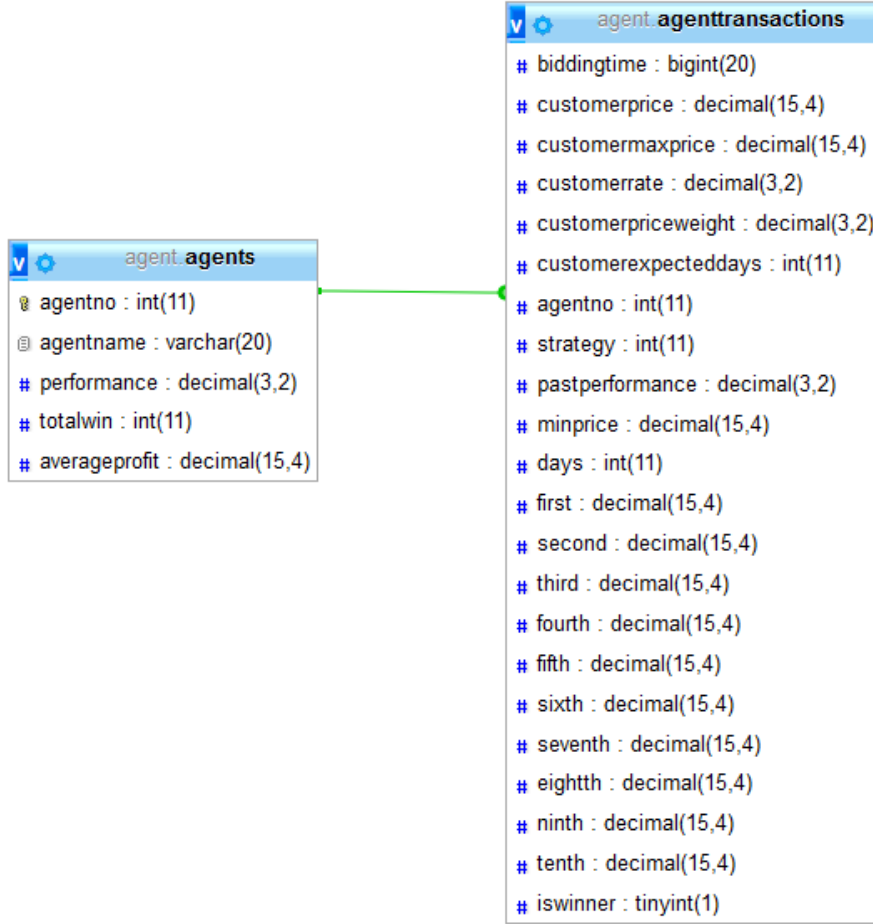 agent.agents
agentno : int(11)
agentname : varchar(20)
# performance : decimal(3,2)
# totalwin : int(11)
# averageprofit : decimal(15,4)
agent.agenttransactions
# biddingtime : bigint(20)
# customerprice : decimal(15,4)
# customermaxprice : decimal(15,4)
# customerrate : decimal(3,2)
# customerpriceweight : decimal(3,2)
# customerexpecteddays : int(11)
# agentno : int(11)
# strategy : int(11)
# pastperformance : decimal(3,2)
# minprice : decimal(15,4)
# days : int(11)
# first : decimal(15,4)
# second : decimal(15,4)
# third : decimal(15,4)
# fourth : decimal(15,4)
# fifth : decimal(15,4)
# sixth : decimal(15,4)
# seventh : decimal(15,4)
# eightth : decimal(15,4)
# ninth : decimal(15,4)
# tenth : decimal(15,4)
# iswinner : tinyint(1)